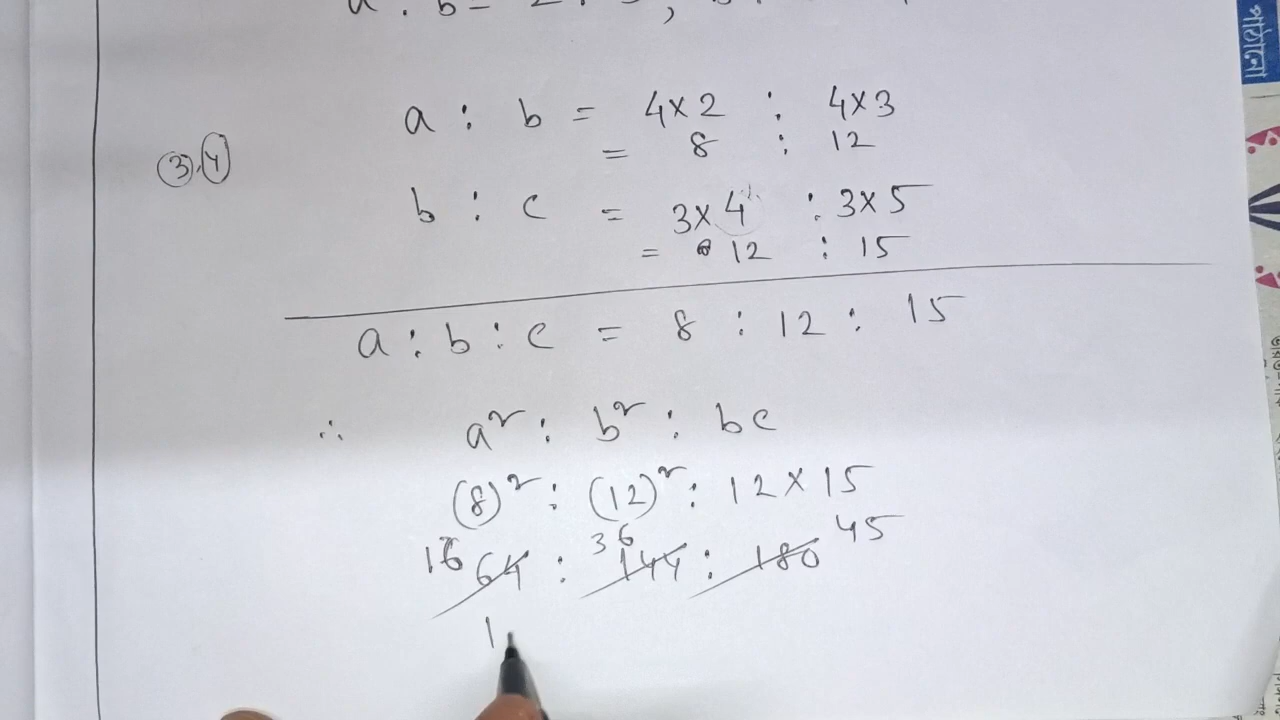 a : b = 4×2 : 4×3
= 8 : 12
③.④
b : c = 3×4 : 3×5
= 12 : 15
a : b : c = 8 : 12 : 15
∴ a² : b² : bc
(8)² : (12)² : 12×15
16 64 : 36 144 : 180 45
1
পাঠশালা